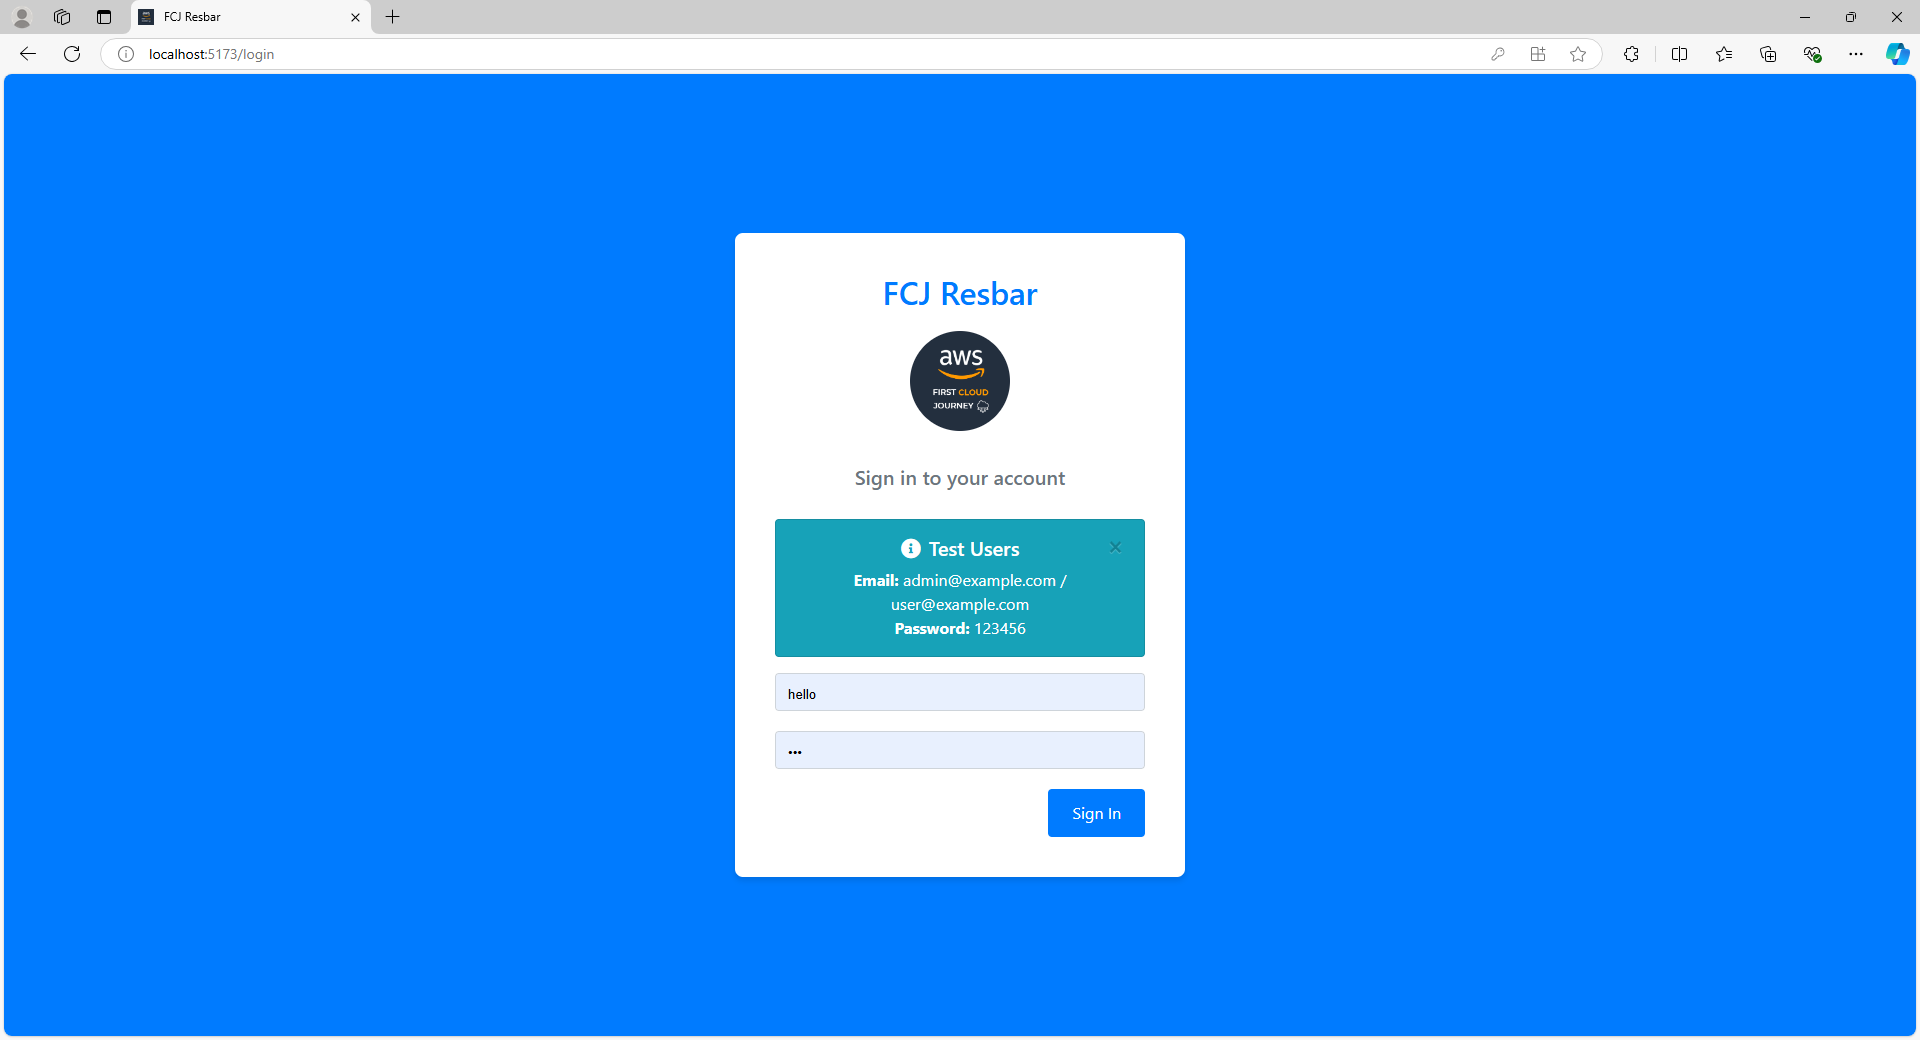 FCJ Resbar
localhost:5173/login
FCJ Resbar
aws
FIRST CLOUD
JOURNEY
Sign in to your account
Test Users
Email: admin@example.com /
user@example.com
Password: 123456
hello
•••
Sign In